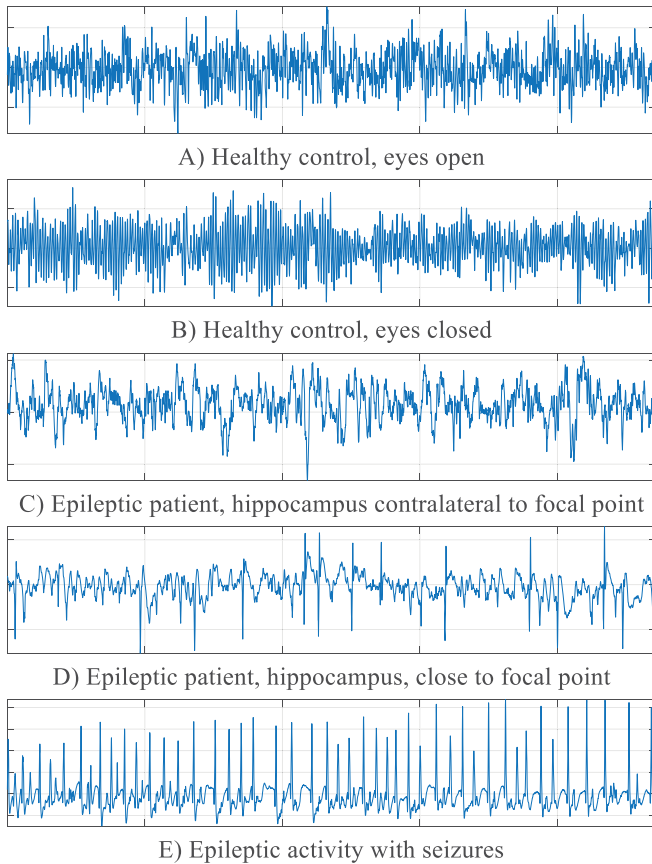 A) Healthy control, eyes open
B) Healthy control, eyes closed
C) Epileptic patient, hippocampus contralateral to focal point
D) Epileptic patient, hippocampus, close to focal point
E) Epileptic activity with seizures